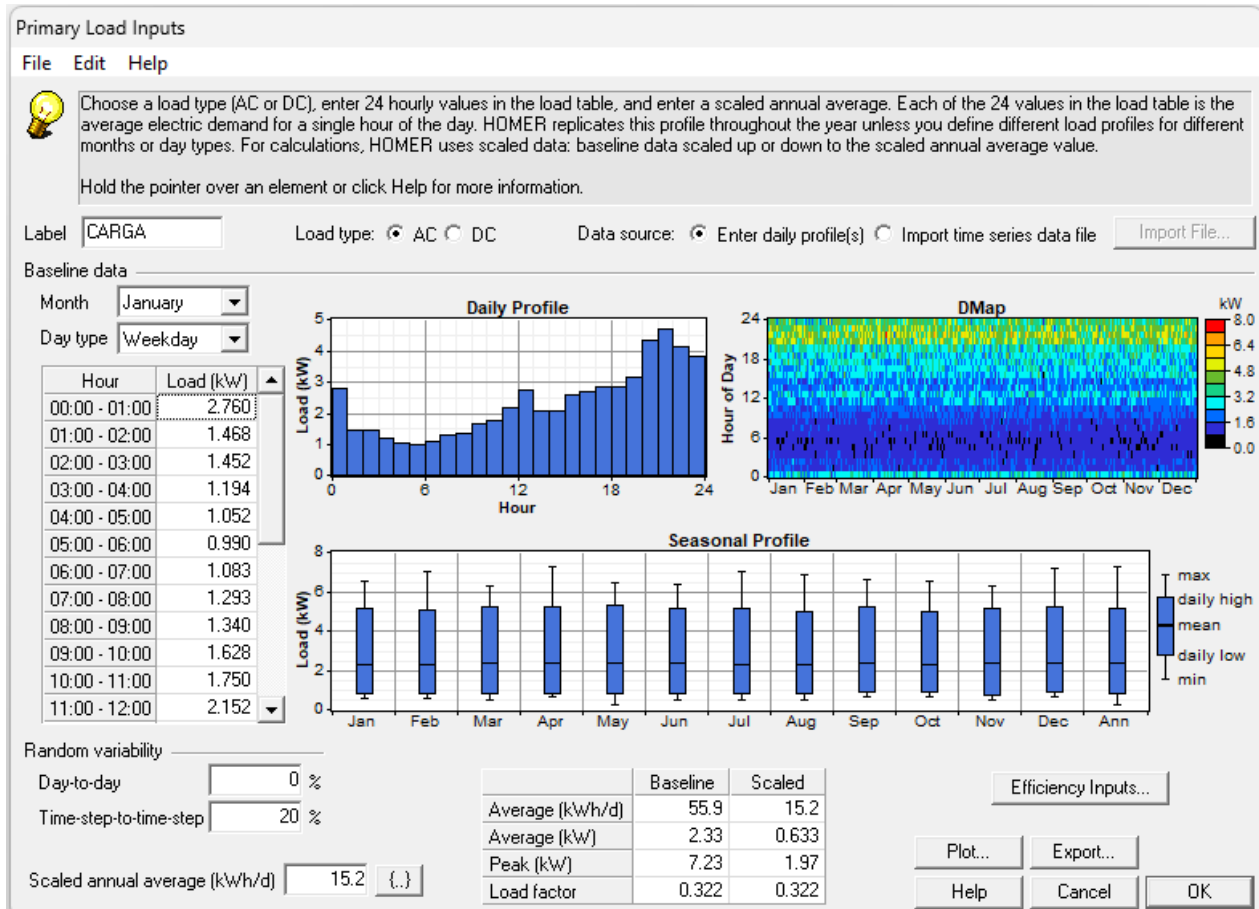 Primary Load Inputs
File Edit Help
Choose a load type (AC or DC), enter 24 hourly values in the load table, and enter a scaled annual average. Each of the 24 values in the load table is the
average electric demand for a single hour of the day. HOMER replicates this profile throughout the year unless you define different load profiles for different
months or day types. For calculations, HOMER uses scaled data: baseline data scaled up or down to the scaled annual average value.
Hold the pointer over an element or click Help for more information.
Label CARGA Load type: AC DC Data source: Enter daily profile(s) Import time series data file Import File...
Baseline data
Month January
Day type Weekday
Hour Load (kW)
00:00 - 01:00 2.760
01:00 - 02:00 1.468
02:00 - 03:00 1.452
03:00 - 04:00 1.194
04:00 - 05:00 1.052
05:00 - 06:00 0.990
06:00 - 07:00 1.083
07:00 - 08:00 1.293
08:00 - 09:00 1.340
09:00 - 10:00 1.628
10:00 - 11:00 1.750
11:00 - 12:00 2.152
Daily Profile
Load (kW)
5
4
3
2
1
0
0 6 12 18 24
Hour
DMap
Hour of Day
24
18
12
6
0
Jan Feb Mar Apr May Jun Jul Aug Sep Oct Nov Dec
kW
8.0
6.4
4.8
3.2
1.6
0.0
Seasonal Profile
Load (kW)
8
6
4
2
0
Jan Feb Mar Apr May Jun Jul Aug Sep Oct Nov Dec Ann
max
daily high
mean
daily low
min
Random variability
Day-to-day 0 %
Time-step-to-time-step 20 %
Scaled annual average (kWh/d) 15.2 {..}
Baseline Scaled
Average (kWh/d) 55.9 15.2
Average (kW) 2.33 0.633
Peak (kW) 7.23 1.97
Load factor 0.322 0.322
Efficiency Inputs...
Plot... Export...
Help Cancel OK